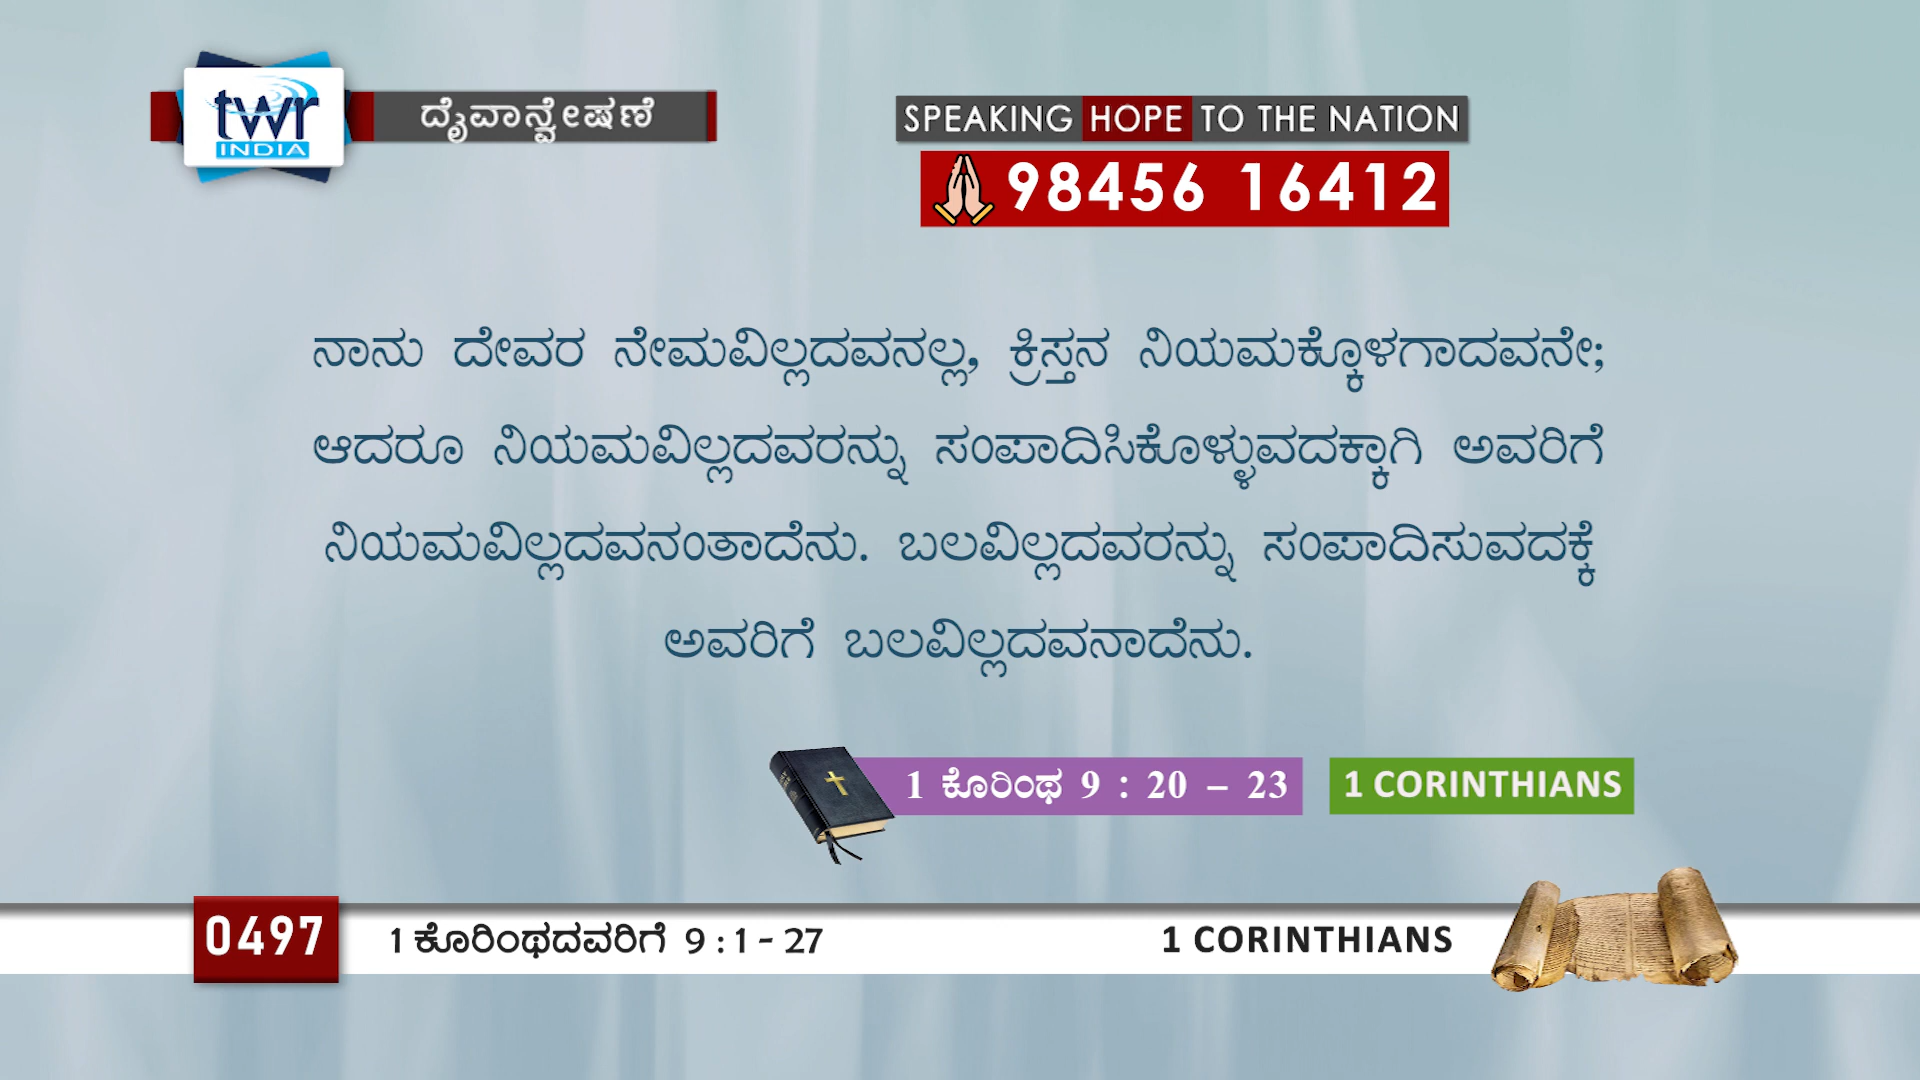 twr
INDIA
ದೈವಾನ್ವೇಷಣೆ
SPEAKING HOPE TO THE NATION
98456 16412
ನಾನು ದೇವರ ನೇಮವಿಲ್ಲದವನಲ್ಲ, ಕ್ರಿಸ್ತನ ನಿಯಮಕ್ಕೊಳಗಾದವನೇ;
ಆದರೂ ನಿಯಮವಿಲ್ಲದವರನ್ನು ಸಂಪಾದಿಸಿಕೊಳ್ಳುವದಕ್ಕಾಗಿ ಅವರಿಗೆ
ನಿಯಮವಿಲ್ಲದವನಂತಾದೆನು. ಬಲವಿಲ್ಲದವರನ್ನು ಸಂಪಾದಿಸುವದಕ್ಕೆ
ಅವರಿಗೆ ಬಲವಿಲ್ಲದವನಾದೆನು.
1 ಕೊರಿಂಥ 9 : 20 – 23
1 CORINTHIANS
0497
1 ಕೊರಿಂಥದವರಿಗೆ 9 : 1 - 27
1 CORINTHIANS